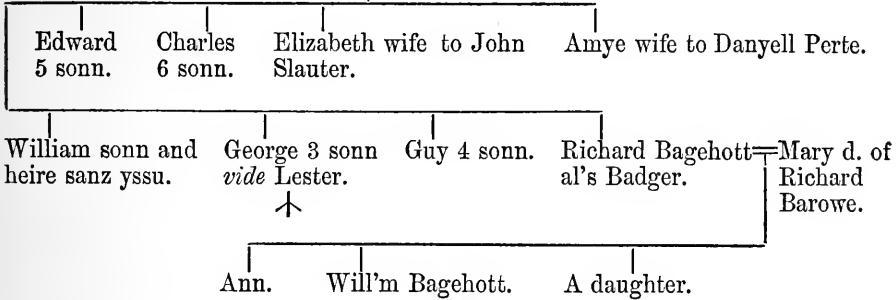 Edward Charles Elizabeth wife to John Amye wife to Danyell Perte.
5 sonn. 6 sonn. Slauter.
William sonn and George 3 sonn Guy 4 sonn. Richard Bagehott=Mary d. of
heire sanz yssu. vide Lester. al's Badger. Richard
Barowe.
Ann. Will'm Bagehott. A daughter.